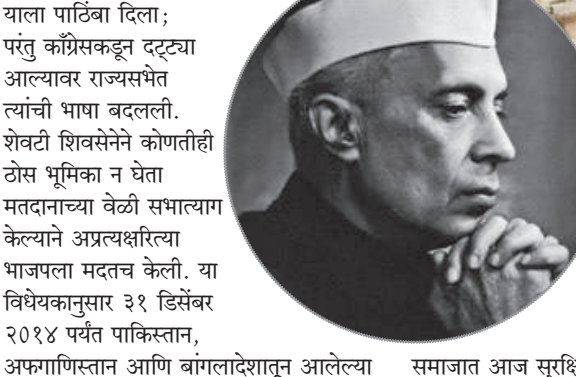 याला पाठिंबा दिला;
परंतु काँग्रेसकडून दट्ट्या
आल्यावर राज्यसभेत
त्यांची भाषा बदलली.
शेवटी शिवसेनेने कोणतीही
ठोस भूमिका न घेता
मतदानाच्या वेळी सभात्याग
केल्याने अप्रत्यक्षरित्या
भाजपला मदतच केली. या
विधेयकानुसार ३१ डिसेंबर
२०१४ पर्यंत पाकिस्तान,
अफगाणिस्तान आणि बांगलादेशातून आलेल्या
समाजात आज